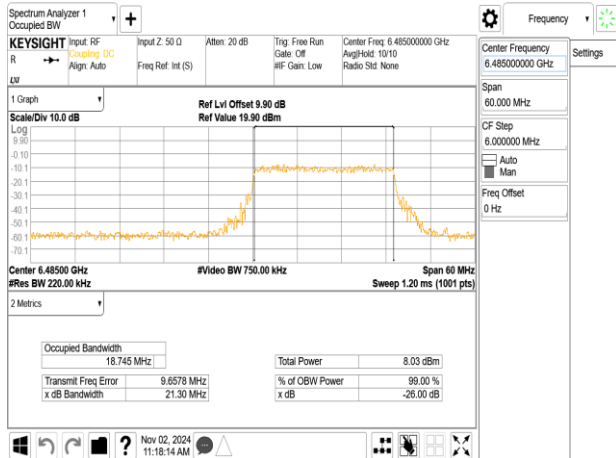 Spectrum Analyzer 1
Occupied BW
Frequency
KEYSIGHT Input: RF Input Z: 50 Ω Atten: 20 dB Trig: Free Run Center Freq: 6.485000000 GHz
Coupling: DC Gate: Off Avg|Hold: 10/10
R Align: Auto Freq Ref: Int (S) #IF Gain: Low Radio Std: None
LXI
Center Frequency
6.485000000 GHz
Settings
Span
60.000 MHz
CF Step
6.000000 MHz
Auto
Man
Freq Offset
0 Hz
1 Graph
Ref Lvl Offset 9.90 dB
Scale/Div 10.0 dB Ref Value 19.90 dBm
Log
9.90
-0.10
-10.1
-20.1
-30.1
-40.1
-50.1
-60.1
-70.1
Center 6.48500 GHz #Video BW 750.00 kHz Span 60 MHz
#Res BW 220.00 kHz Sweep 1.20 ms (1001 pts)
2 Metrics
Occupied Bandwidth
18.745 MHz Total Power 8.03 dBm
Transmit Freq Error 9.6578 MHz % of OBW Power 99.00 %
x dB Bandwidth 21.30 MHz x dB -26.00 dB
? Nov 02, 2024
11:18:14 AM